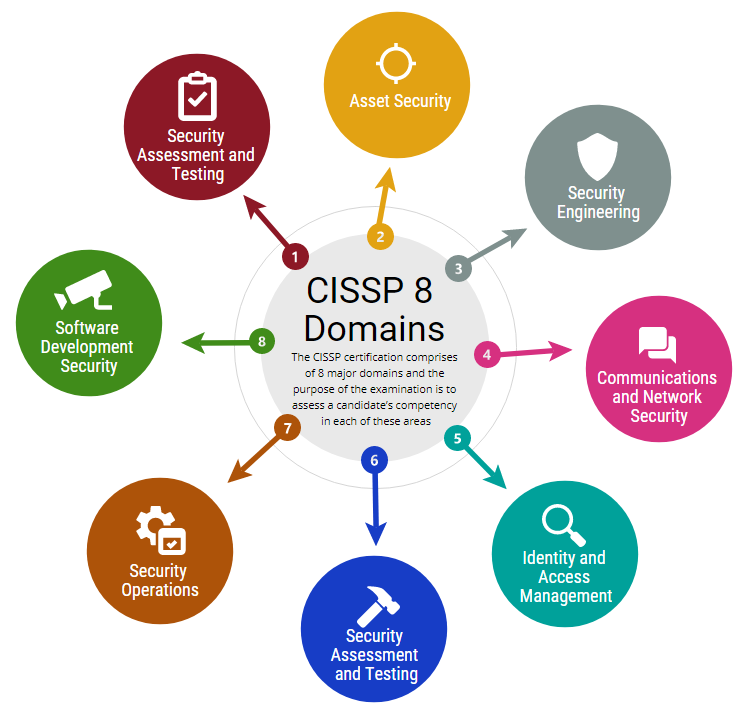 CISSP 8
Domains
The CISSP certification comprises
of 8 major domains and the
purpose of the examination is to
assess a candidate's competency
in each of these areas
1
Security
Assessment and
Testing
2
Asset Security
3
Security
Engineering
4
Communications
and Network
Security
5
Identity and
Access
Management
6
Security
Assessment
and Testing
7
Security
Operations
8
Software
Development
Security